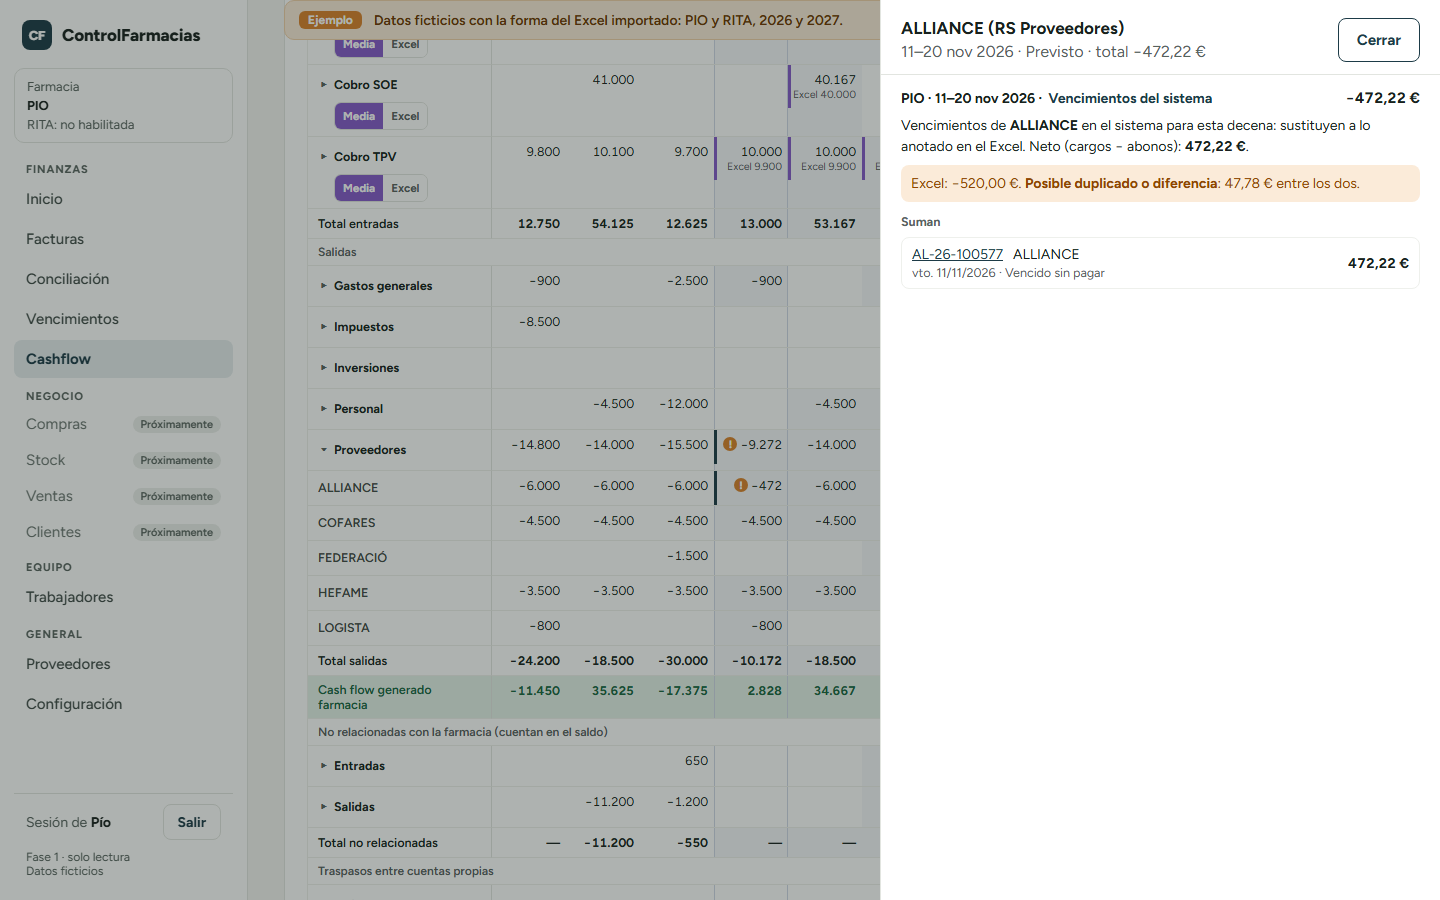 CF ControlFarmacias
Farmacia
PIO
RITA: no habilitada
FINANZAS
Inicio
Facturas
Conciliación
Vencimientos
Cashflow
NEGOCIO
Compras Próximamente
Stock Próximamente
Ventas Próximamente
Clientes Próximamente
EQUIPO
Trabajadores
GENERAL
Proveedores
Configuración
Sesión de Pío Salir
Fase 1 · solo lectura
Datos ficticios
Ejemplo Datos ficticios con la forma del Excel importado: PIO y RITA, 2026 y 2027.
Media Excel
Cobro SOE 41.000 40.167
Excel 40.000
Media Excel
Cobro TPV 9.800 10.100 9.700 10.000 10.000
Excel 9.900 Excel 9.900 E
Media Excel
Total entradas 12.750 54.125 12.625 13.000 53.167
Salidas
Gastos generales −900 −2.500 −900
Impuestos −8.500
Inversiones
Personal −4.500 −12.000 −4.500
Proveedores −14.800 −14.000 −15.500 ! −9.272 −14.000
ALLIANCE −6.000 −6.000 −6.000 ! −472 −6.000
COFARES −4.500 −4.500 −4.500 −4.500 −4.500
FEDERACIÓ −1.500
HEFAME −3.500 −3.500 −3.500 −3.500 −3.500
LOGISTA −800 −800
Total salidas −24.200 −18.500 −30.000 −10.172 −18.500
Cash flow generado farmacia −11.450 35.625 −17.375 2.828 34.667
No relacionadas con la farmacia (cuentan en el saldo)
Entradas 650
Salidas −11.200 −1.200
Total no relacionadas — −11.200 −550 — —
Traspasos entre cuentas propias
ALLIANCE (RS Proveedores)
11–20 nov 2026 · Previsto · total −472,22 €
Cerrar
PIO · 11–20 nov 2026 · Vencimientos del sistema −472,22 €
Vencimientos de ALLIANCE en el sistema para esta decena: sustituyen a lo
anotado en el Excel. Neto (cargos − abonos): 472,22 €.
Excel: −520,00 €. Posible duplicado o diferencia: 47,78 € entre los dos.
Suman
AL-26-100577 ALLIANCE 472,22 €
vto. 11/11/2026 · Vencido sin pagar